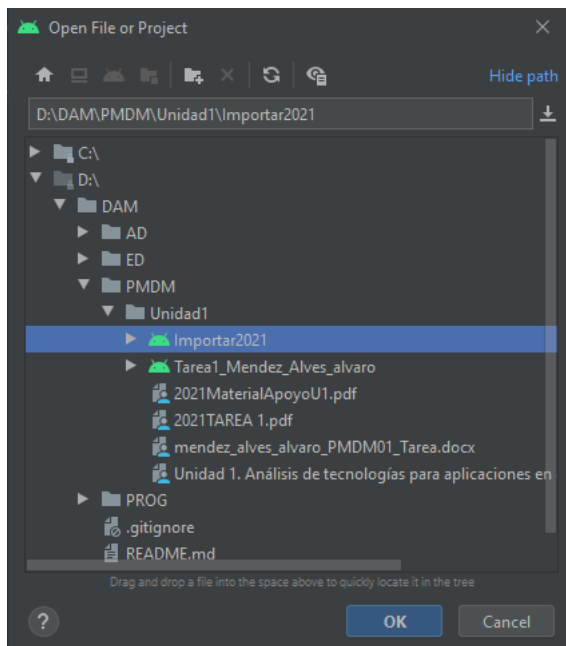 Open File or Project
Hide path
D:\DAM\PMDM\Unidad1\Importar2021
C:\
D:\
DAM
AD
ED
PMDM
Unidad1
Importar2021
Tarea1_Mendez_Alves_alvaro
2021MaterialApoyoU1.pdf
2021TAREA 1.pdf
mendez_alves_alvaro_PMDM01_Tarea.docx
Unidad 1. Análisis de tecnologías para aplicaciones en
PROG
.gitignore
README.md
Drag and drop a file into the space above to quickly locate it in the tree
?
OK
Cancel